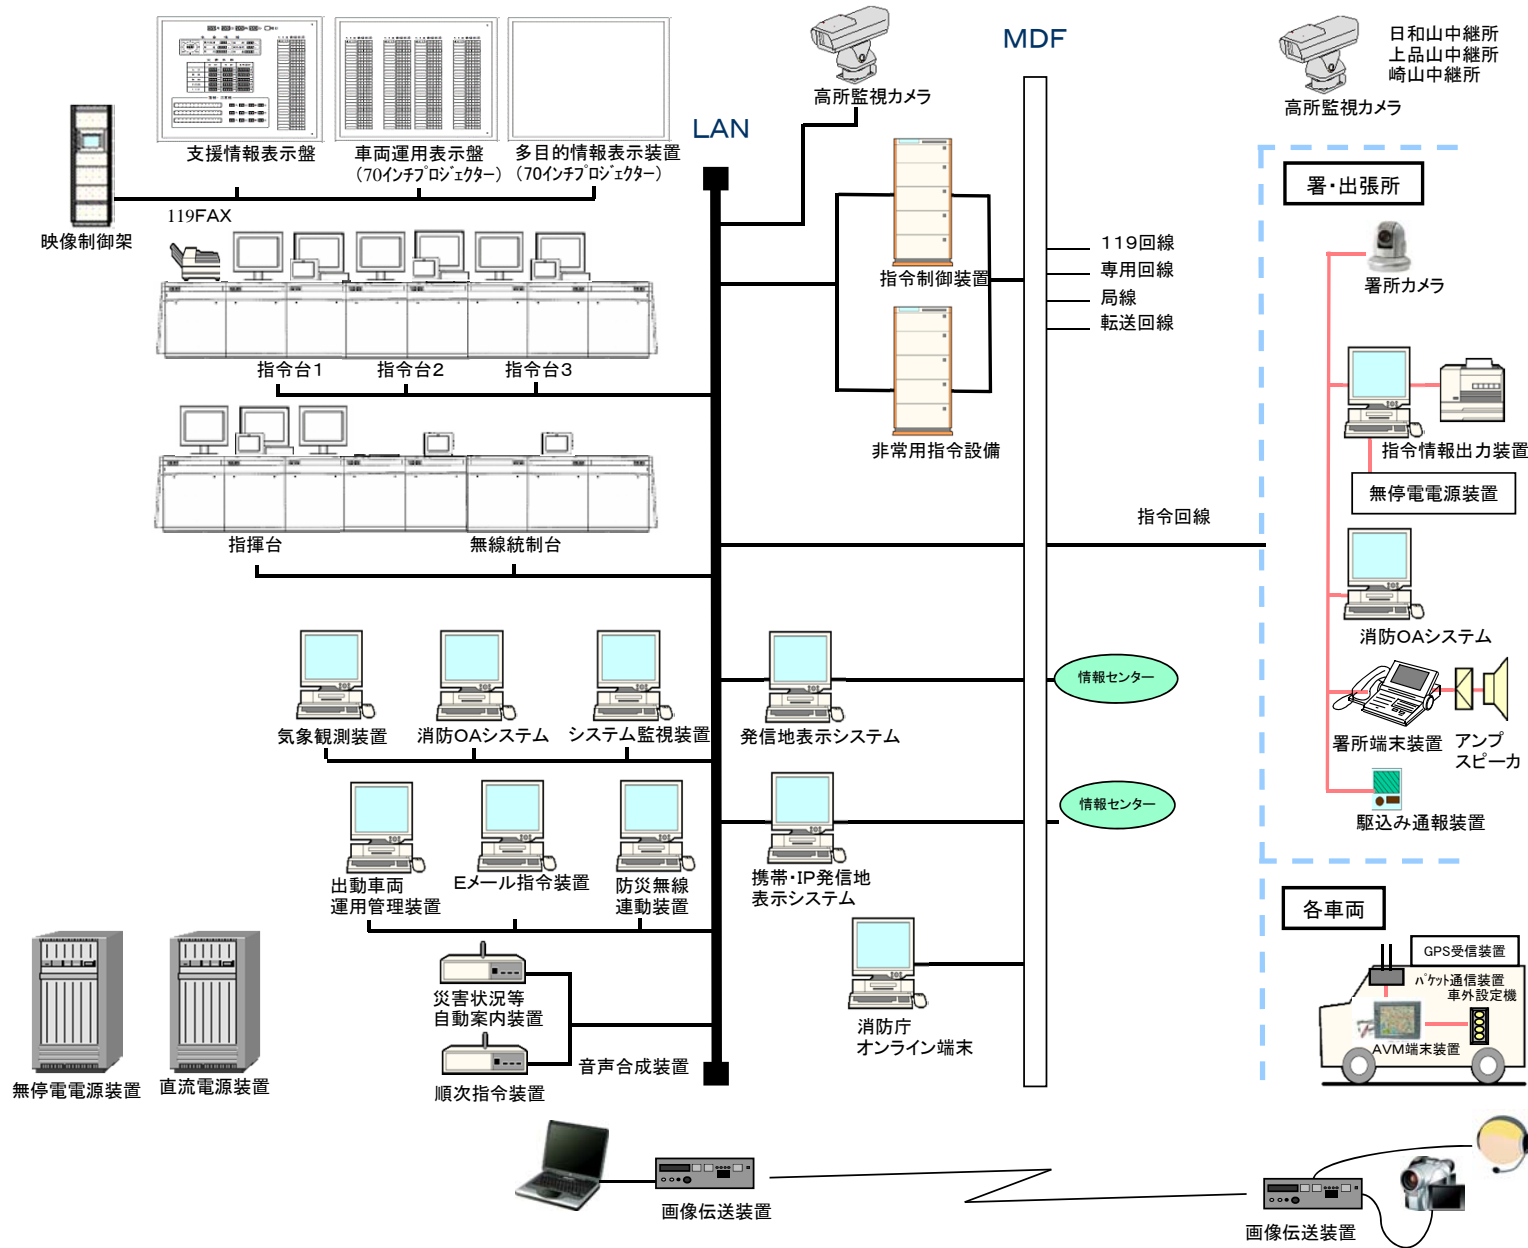 MDF
日和山中継所
上品山中継所
崎山中継所
高所監視カメラ
高所監視カメラ
LAN
支援情報表示盤
車両運用表示盤
（70インチプロジェクター）
多目的情報表示装置
（70インチプロジェクター）
映像制御架
119FAX
署・出張所
指令制御装置
119回線
専用回線
局線
転送回線
署所カメラ
指令台1
指令台2
指令台3
非常用指令設備
指令情報出力装置
無停電電源装置
指令回線
指揮台
無線統制台
消防OAシステム
気象観測装置
消防OAシステム
システム監視装置
発信地表示システム
情報センター
署所端末装置
アンプ
スピーカ
情報センター
駆込み通報装置
出動車両
運用管理装置
Eメール指令装置
防災無線
連動装置
携帯・IP発信地
表示システム
各車両
GPS受信装置
パケット通信装置
車外設定機
AVM端末装置
災害状況等
自動案内装置
消防庁
オンライン端末
音声合成装置
順次指令装置
無停電電源装置
直流電源装置
画像伝送装置
画像伝送装置